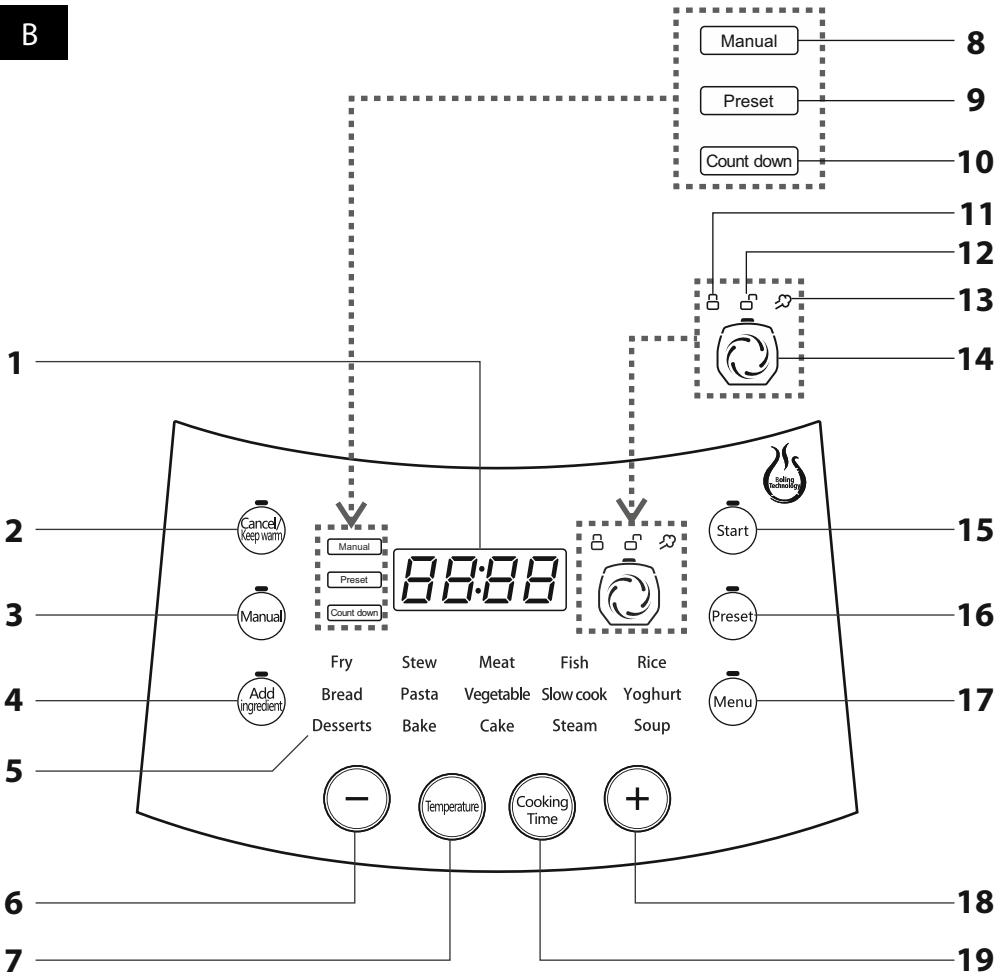 B
Manual
8
Preset
9
Count down
10
11
12
13
14
1
Boiling
Technology
2
Cancel/
Keep warm
Manual
Preset
Count down
88:88
Start
15
3
Manual
Preset
16
4
Add
ingredient
Fry Stew Meat Fish Rice
Bread Pasta Vegetable Slow cook Yoghurt
Desserts Bake Cake Steam Soup
Menu
17
5
−
Temperature
Cooking
Time
+
6
18
7
19